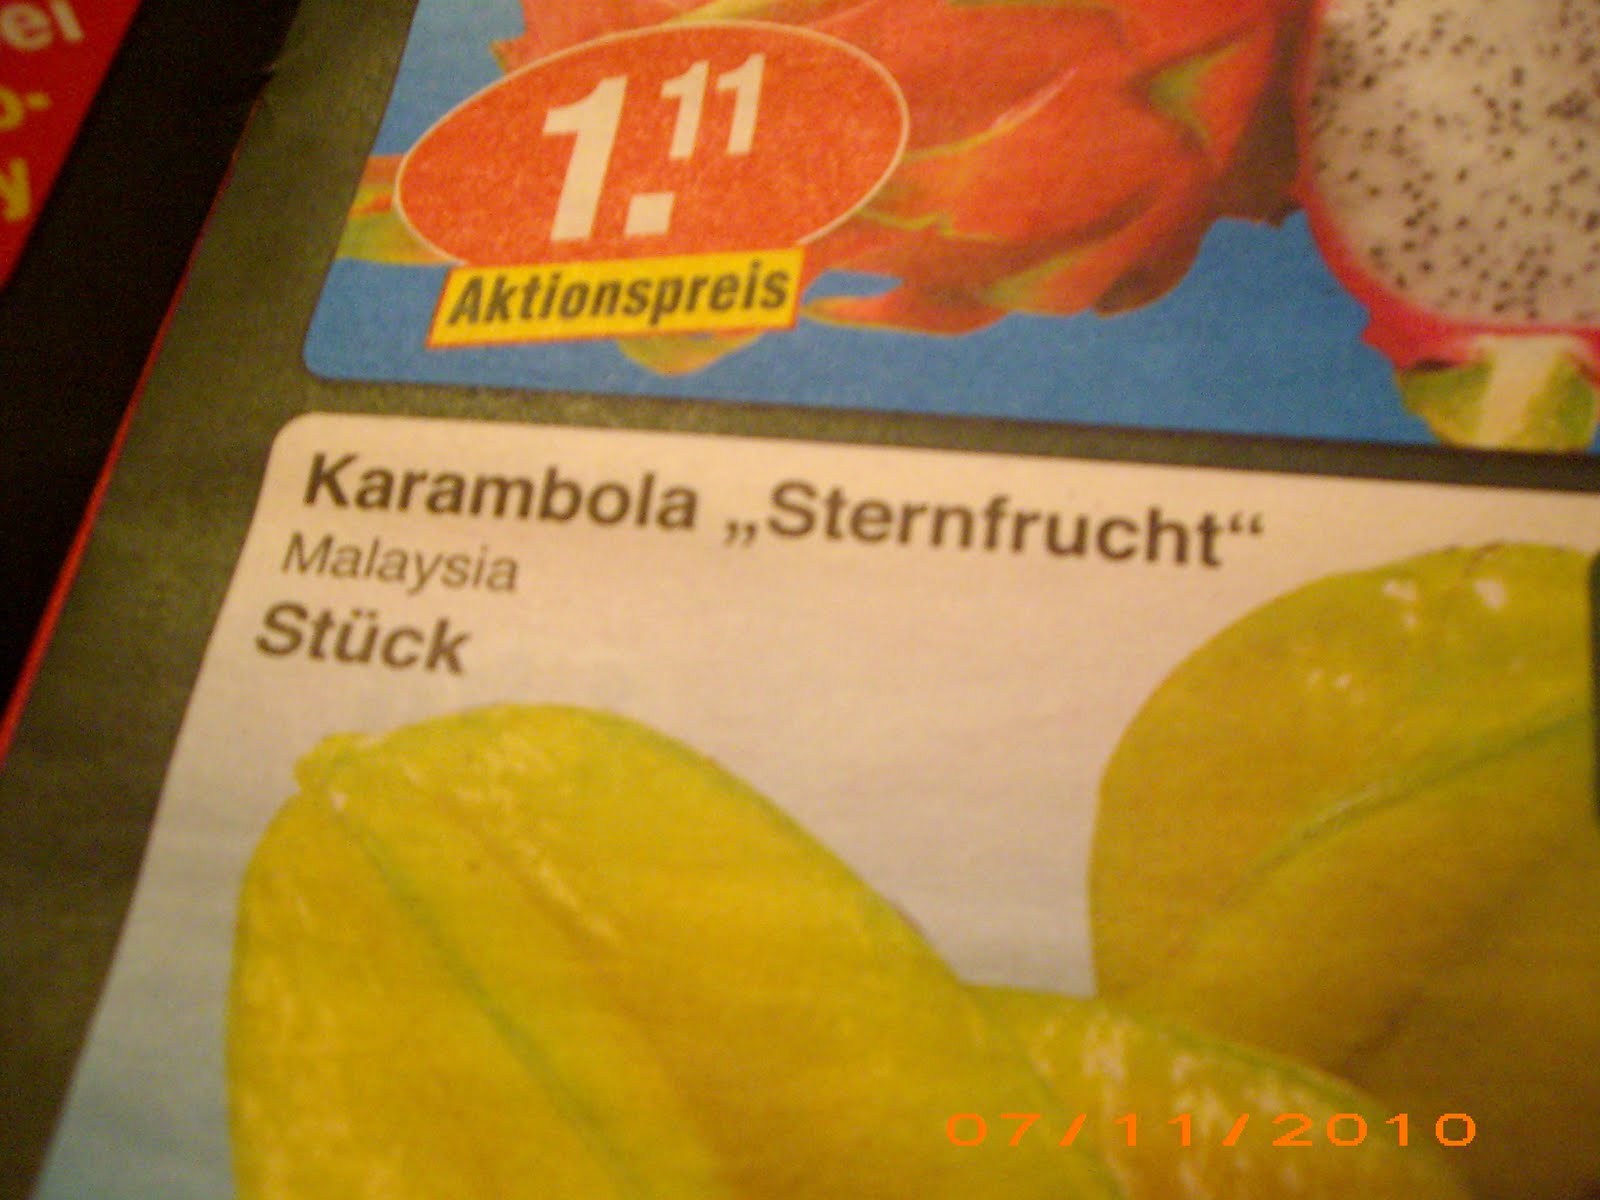 1.11
Aktionspreis
Karambola „Sternfrucht“
Malaysia
Stück
07/11/2010